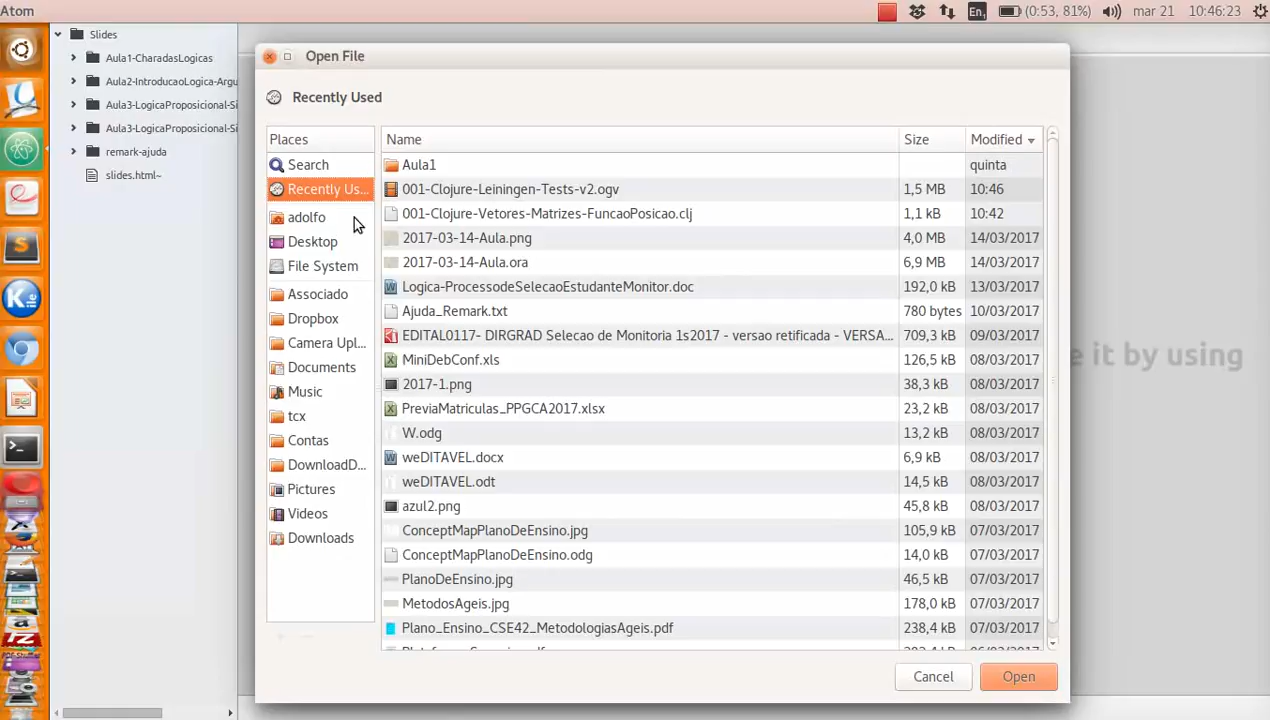 Atom
En
(0:53, 81%)
mar 21
10:46:23
Slides
Aula1-CharadasLogicas
Aula2-IntroducaoLogica-Argu
Aula3-LogicaProposicional-Si
Aula3-LogicaProposicional-Si
remark-ajuda
slides.html~
Open File
Recently Used
Places
Search
Recently Us...
adolfo
Desktop
File System
Associado
Dropbox
Camera Upl...
Documents
Music
tcx
Contas
DownloadD...
Pictures
Videos
Downloads
Name Size Modified
Aula1 quinta
001-Clojure-Leiningen-Tests-v2.ogv 1,5 MB 10:46
001-Clojure-Vetores-Matrizes-FuncaoPosicao.clj 1,1 kB 10:42
2017-03-14-Aula.png 4,0 MB 14/03/2017
2017-03-14-Aula.ora 6,9 MB 14/03/2017
Logica-ProcessodeSelecaoEstudanteMonitor.doc 192,0 kB 13/03/2017
Ajuda_Remark.txt 780 bytes 10/03/2017
EDITAL0117- DIRGRAD Selecao de Monitoria 1s2017 - versao retificada - VERSA... 709,3 kB 09/03/2017
MiniDebConf.xls 126,5 kB 08/03/2017
2017-1.png 38,3 kB 08/03/2017
PreviaMatriculas_PPGCA2017.xlsx 23,2 kB 08/03/2017
W.odg 13,2 kB 08/03/2017
weDITAVEL.docx 6,9 kB 08/03/2017
weDITAVEL.odt 14,5 kB 08/03/2017
azul2.png 45,8 kB 08/03/2017
ConceptMapPlanoDeEnsino.jpg 105,9 kB 07/03/2017
ConceptMapPlanoDeEnsino.odg 14,0 kB 07/03/2017
PlanoDeEnsino.jpg 46,5 kB 07/03/2017
MetodosAgeis.jpg 178,0 kB 07/03/2017
Plano_Ensino_CSE42_MetodologiasAgeis.pdf 238,4 kB 07/03/2017
e it by using
Cancel
Open